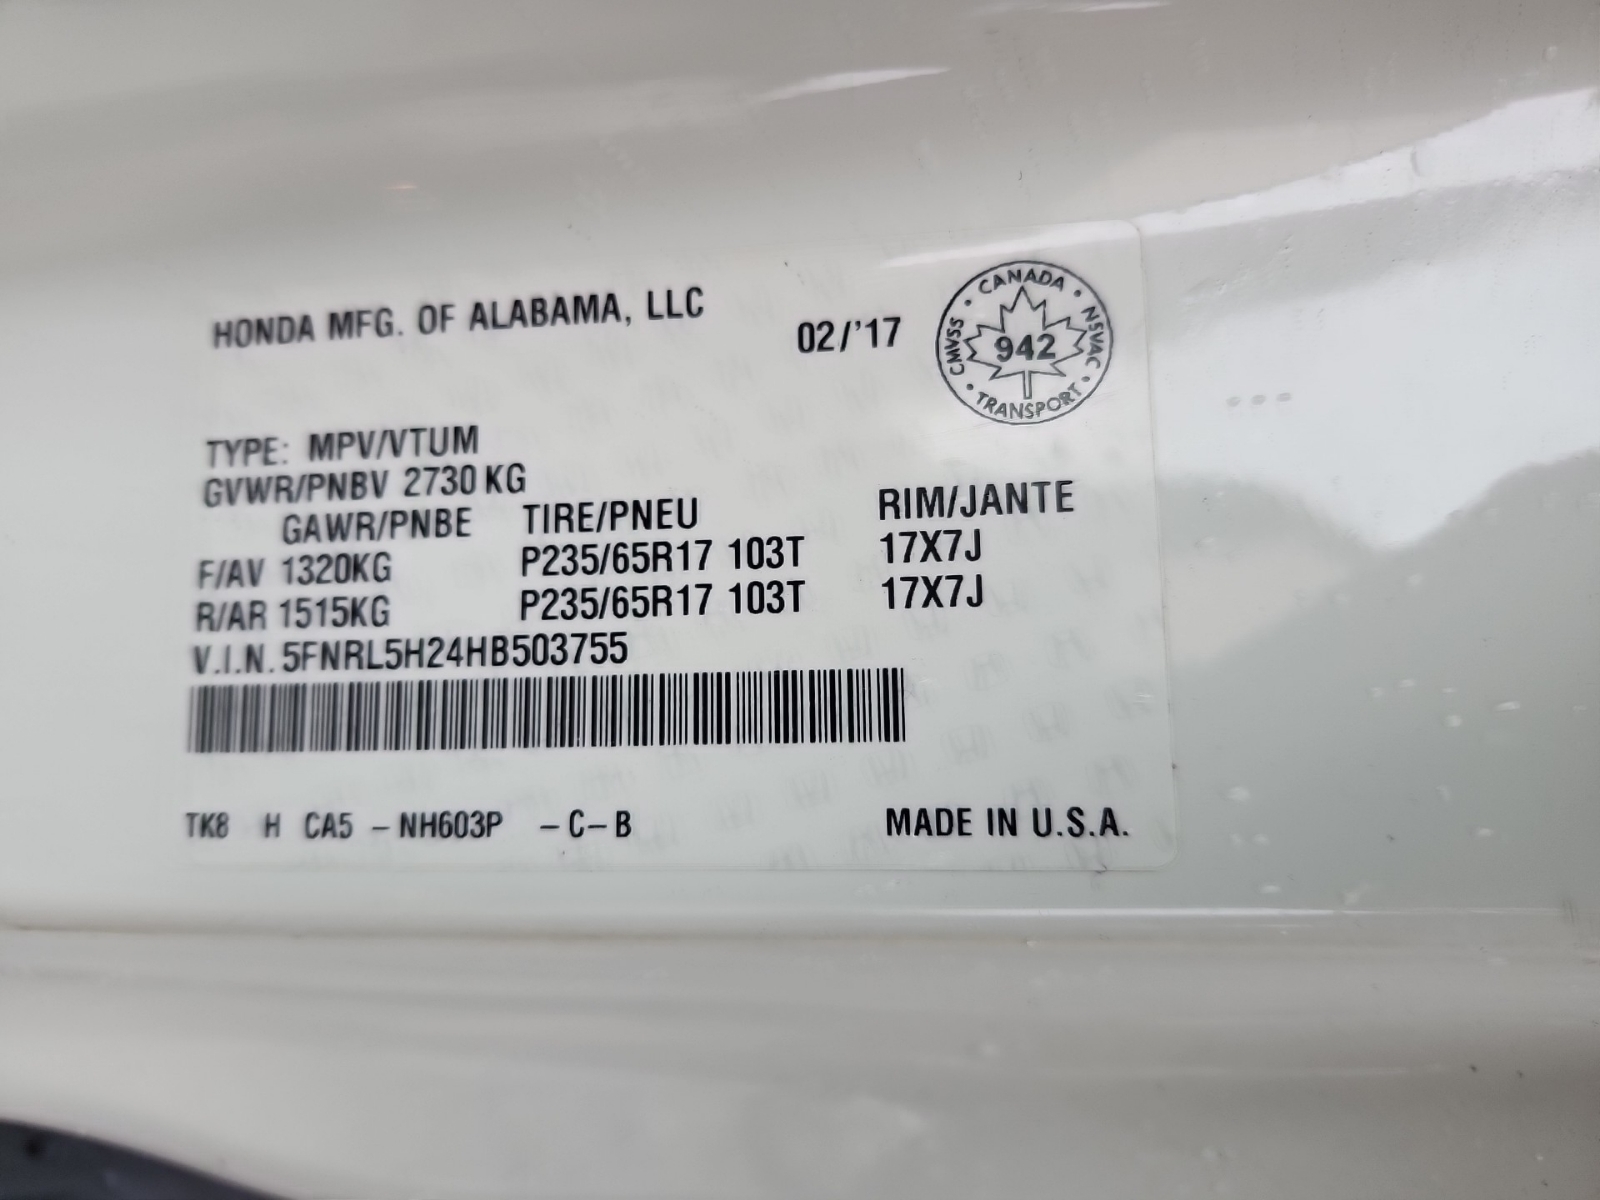 HONDA MFG. OF ALABAMA, LLC
02/'17
CANADA
CMVSS
942
NSVAC
TRANSPORT
TYPE: MPV/VTUM
GVWR/PNBV 2730 KG
GAWR/PNBE TIRE/PNEU RIM/JANTE
F/AV 1320KG P235/65R17 103T 17X7J
R/AR 1515KG P235/65R17 103T 17X7J
V.I.N. 5FNRL5H24HB503755
TK8 H CA5 - NH603P - C - B MADE IN U.S.A.